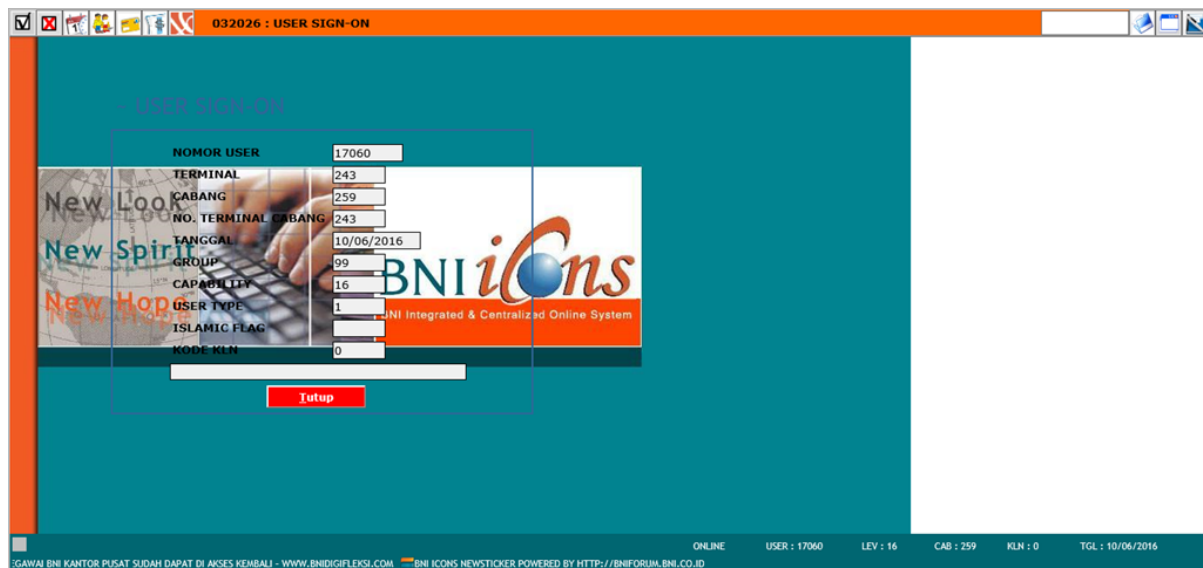 032026 : USER SIGN-ON
- USER SIGN-ON
NOMOR USER 17060
TERMINAL 243
CABANG 259
NO. TERMINAL CABANG 243
TANGGAL 10/06/2016
GROUP 99
CAPABILITY 16
USER TYPE 1
ISLAMIC FLAG
KODE KLN 0
Tutup
New Look
New Spirit
New Hope
BNI icons
BNI Integrated & Centralized Online System
ONLINE USER : 17060 LEV : 16 CAB : 259 KLN : 0 TGL : 10/06/2016
EGAWAI BNI KANTOR PUSAT SUDAH DAPAT DI AKSES KEMBALI - WWW.BNIDIGIFLEKSI.COM BNI ICONS NEWSTICKER POWERED BY HTTP://BNIFORUM.BNI.CO.ID